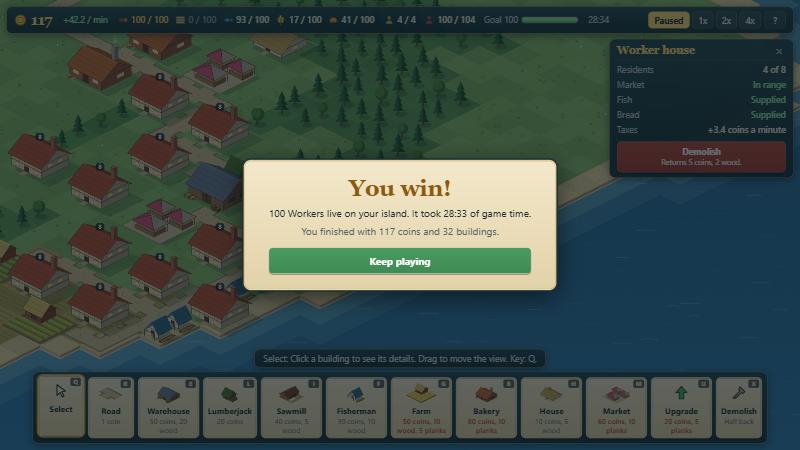 117 +42.2 / min 100 / 100 0 / 100 93 / 100 17 / 100 41 / 100 4 / 4 100 / 104 Goal 100 28:34 Paused 1x 2x 4x ?
Worker house ×
Residents 4 of 8
Market In range
Fish Supplied
Bread Supplied
Taxes +3.4 coins a minute
Demolish
Returns 5 coins, 2 wood.
You win!
100 Workers live on your island. It took 28:33 of game time.
You finished with 117 coins and 32 buildings.
Keep playing
Select: Click a building to see its details. Drag to move the view. Key: Q.
Q
Select
R
Road
1 coin
E
Warehouse
50 coins, 20
wood
L
Lumberjack
20 coins
I
Sawmill
40 coins, 5
wood
F
Fisherman
30 coins, 10
wood
G
Farm
50 coins, 10
wood, 5 planks
B
Bakery
80 coins, 10
planks
H
House
10 coins, 5
wood
M
Market
60 coins, 10
planks
U
Upgrade
20 coins, 5
planks
X
Demolish
Half back